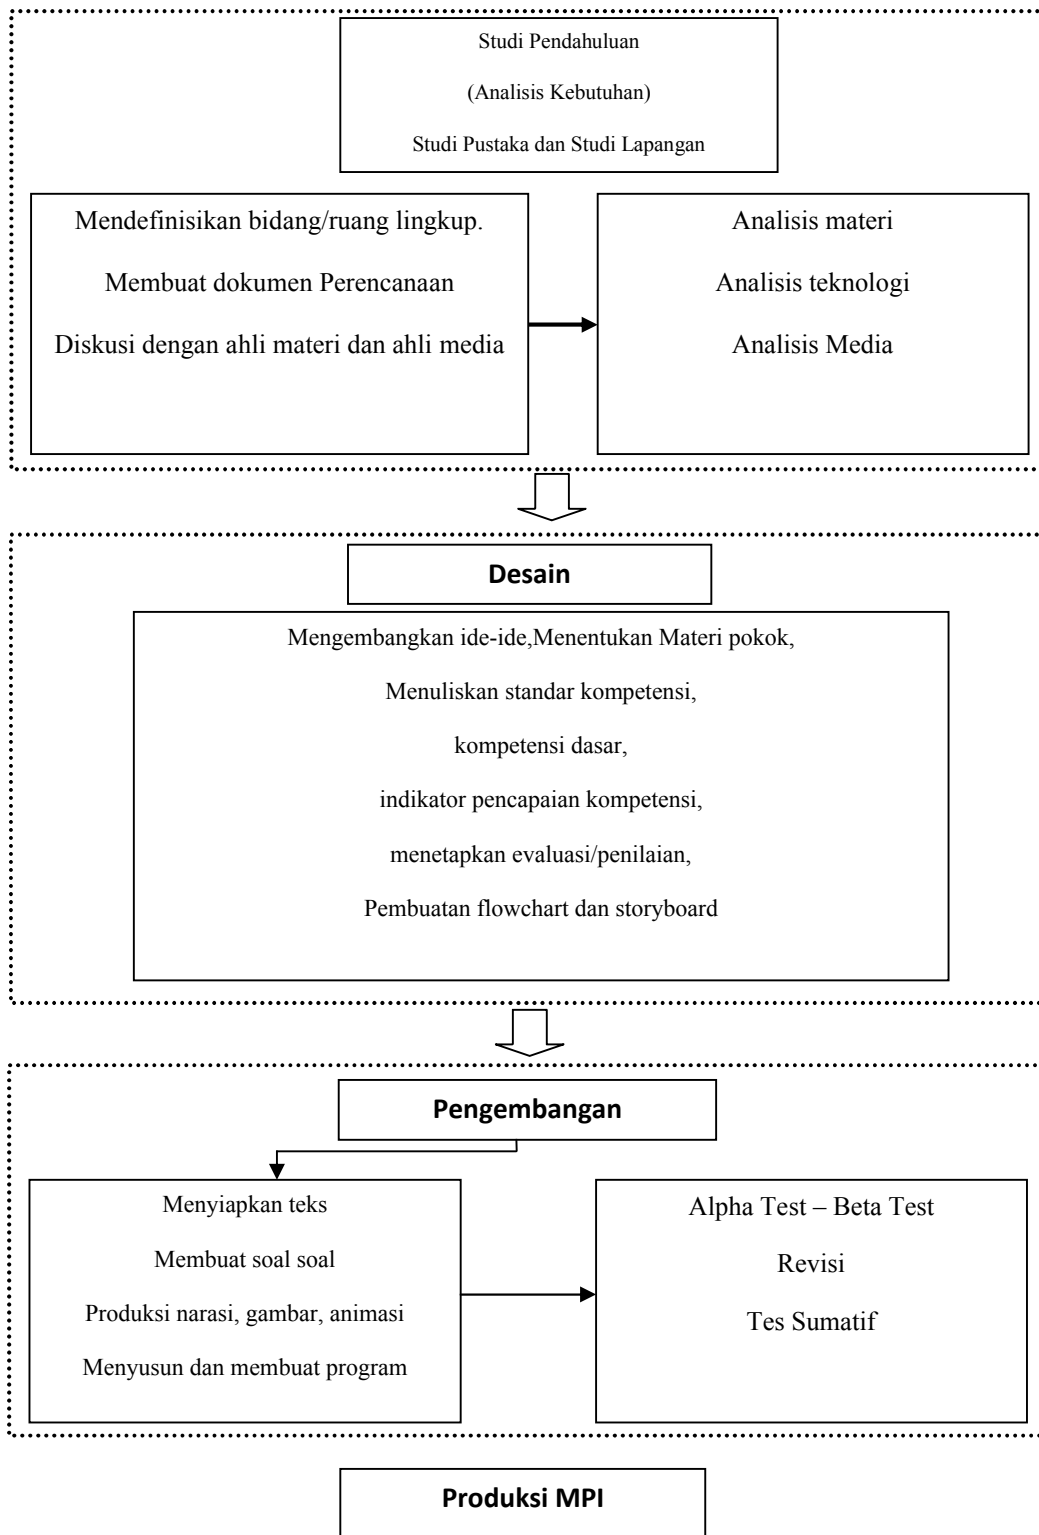 Studi Pendahuluan
(Analisis Kebutuhan)
Studi Pustaka dan Studi Lapangan
Mendefinisikan bidang/ruang lingkup.
Membuat dokumen Perencanaan
Diskusi dengan ahli materi dan ahli media
Analisis materi
Analisis teknologi
Analisis Media
Desain
Mengembangkan ide-ide,Menentukan Materi pokok,
Menuliskan standar kompetensi,
kompetensi dasar,
indikator pencapaian kompetensi,
menetapkan evaluasi/penilaian,
Pembuatan flowchart dan storyboard
Pengembangan
Menyiapkan teks
Membuat soal soal
Produksi narasi, gambar, animasi
Menyusun dan membuat program
Alpha Test – Beta Test
Revisi
Tes Sumatif
Produksi MPI